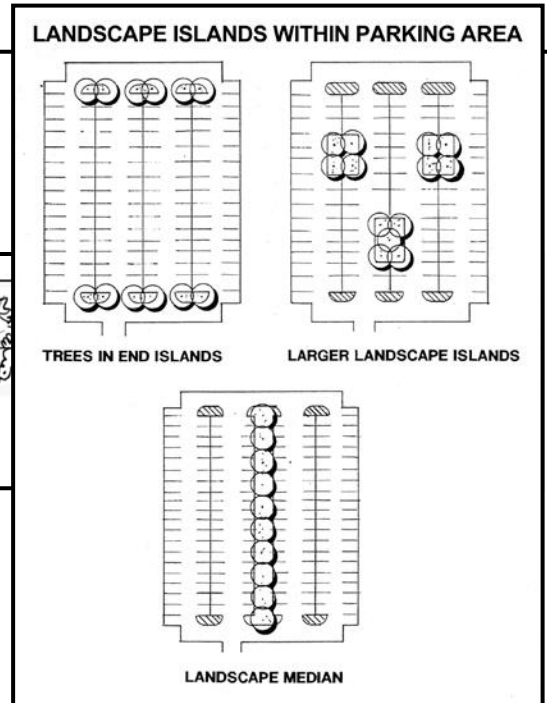 LANDSCAPE ISLANDS WITHIN PARKING AREA
TREES IN END ISLANDS
LARGER LANDSCAPE ISLANDS
LANDSCAPE MEDIAN